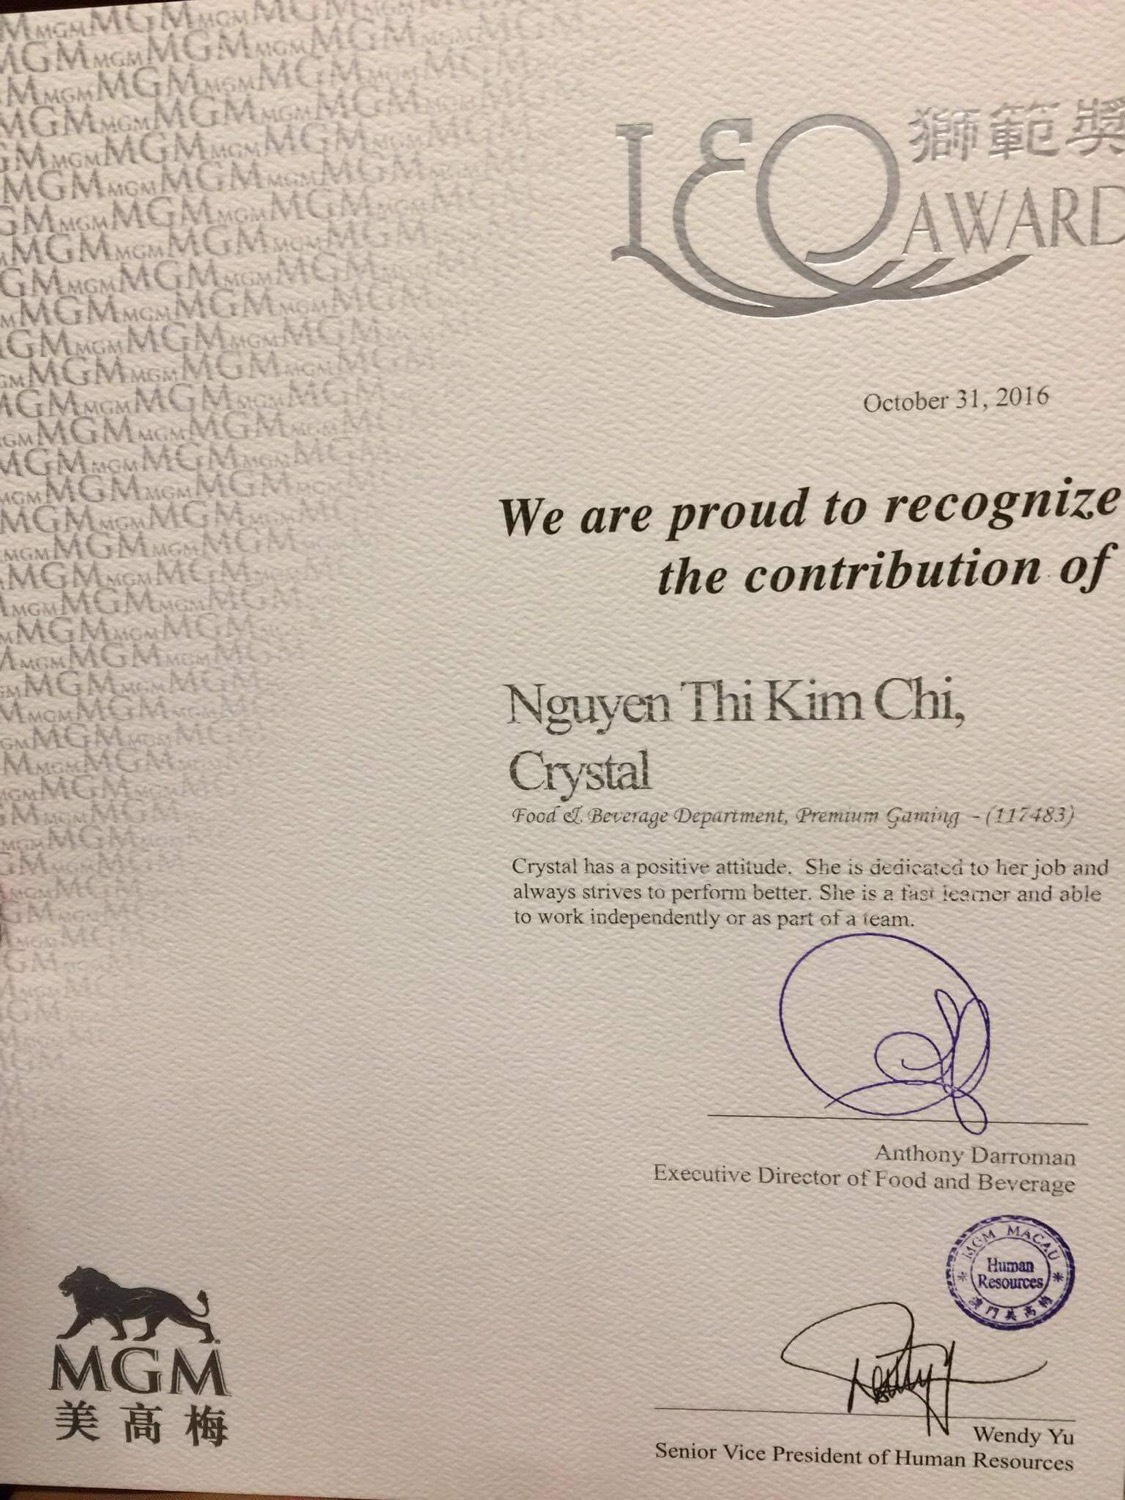 LEO
獅範獎
AWARD
October 31, 2016
We are proud to recognize
the contribution of
Nguyen Thi Kim Chi,
Crystal
Food & Beverage Department, Premium Gaming - (117483)
Crystal has a positive attitude. She is dedicated to her job and
always strives to perform better. She is a fast learner and able
to work independently or as part of a team.
Anthony Darroman
Executive Director of Food and Beverage
MGM MACAU
Human
Resources
澳門美高梅
Wendy Yu
Senior Vice President of Human Resources
MGM
美高梅